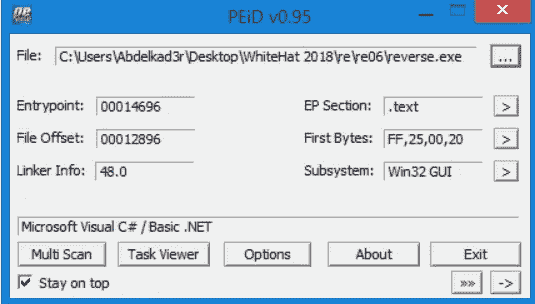 PEiD v0.95
File: C:\Users\Abdelkad3r\Desktop\WhiteHat 2018\re\re06\reverse.exe ...
Entrypoint: 00014696 EP Section: .text >
File Offset: 00012896 First Bytes: FF,25,00,20 >
Linker Info: 48.0 Subsystem: Win32 GUI >
Microsoft Visual C# / Basic .NET
Multi Scan Task Viewer Options About Exit
Stay on top »» ->